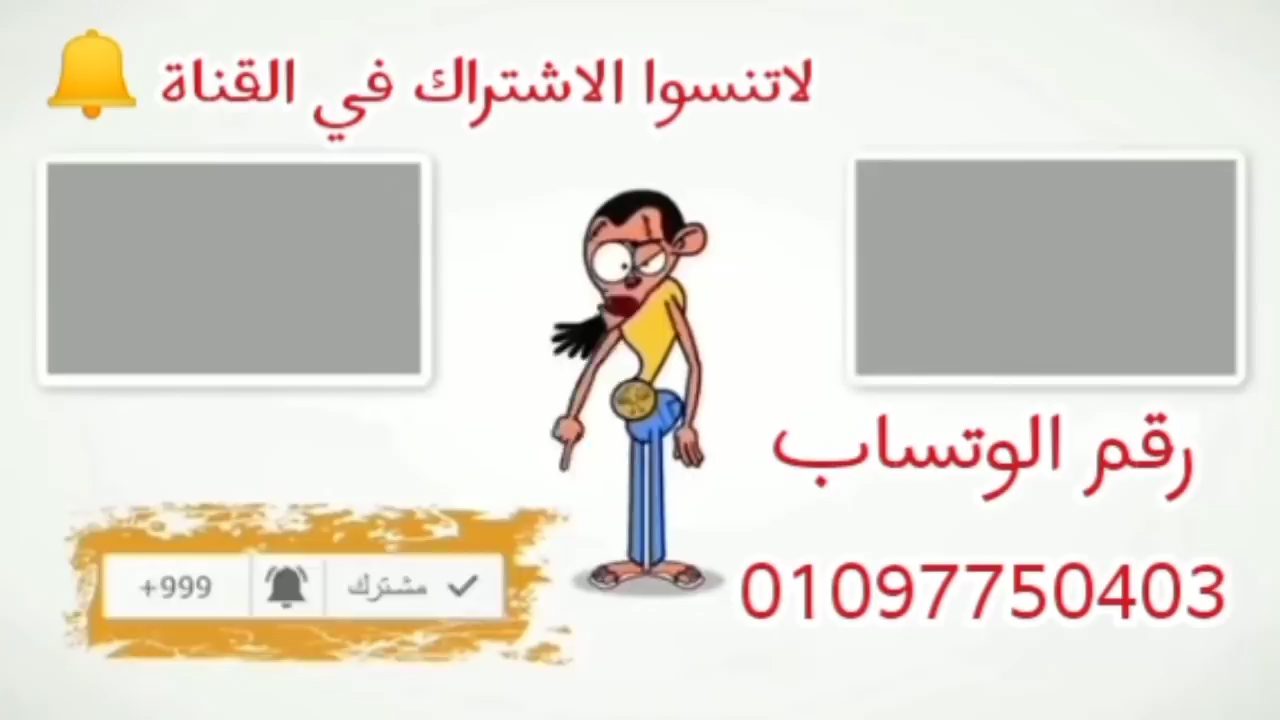 لاتنسوا الاشتراك في القناة
رقم الوتساب
01097750403
مشترك
+999